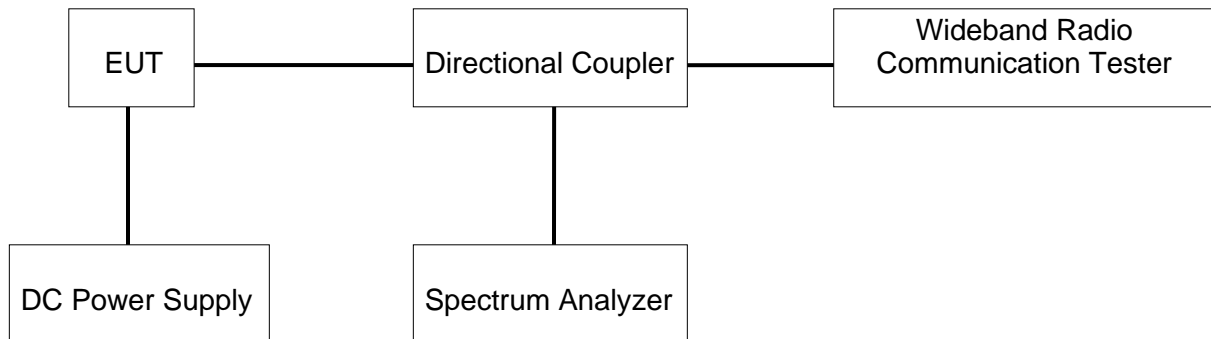 EUT
Directional Coupler
Wideband Radio
Communication Tester
DC Power Supply
Spectrum Analyzer